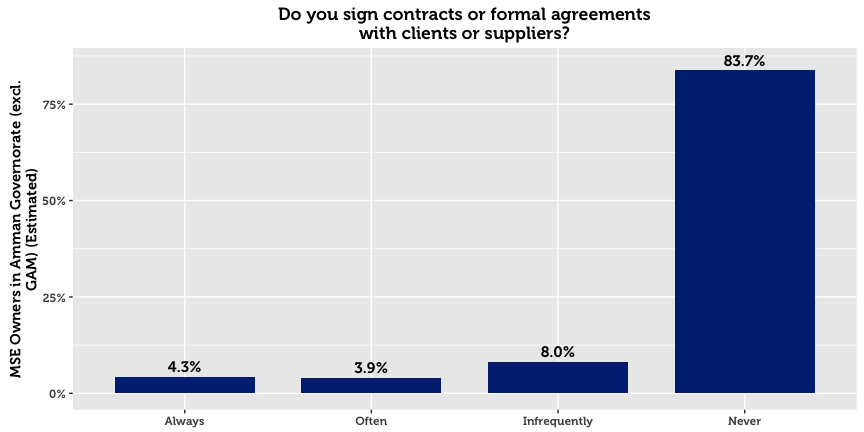 Do you sign contracts or formal agreements
with clients or suppliers?
MSE Owners in Amman Governorate (excl.
GAM) (Estimated)
75%
50%
25%
0%
4.3%
3.9%
8.0%
83.7%
Always
Often
Infrequently
Never